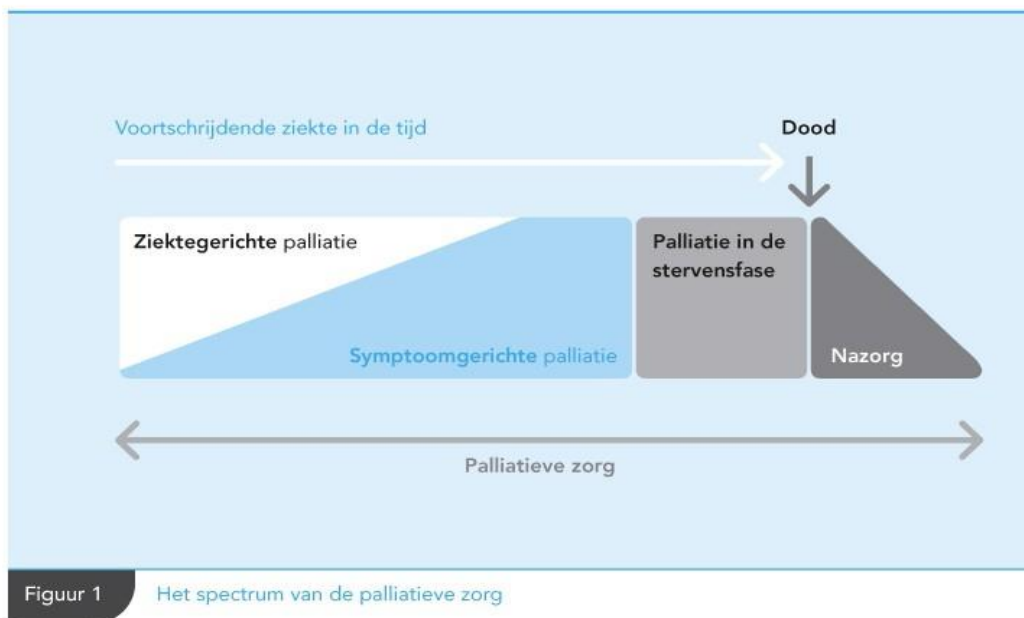 Voortschrijdende ziekte in de tijd
Dood
Ziektegerichte palliatie
Palliatie in de
stervensfase
Symptoomgerichte palliatie
Nazorg
Palliatieve zorg
Figuur 1
Het spectrum van de palliatieve zorg